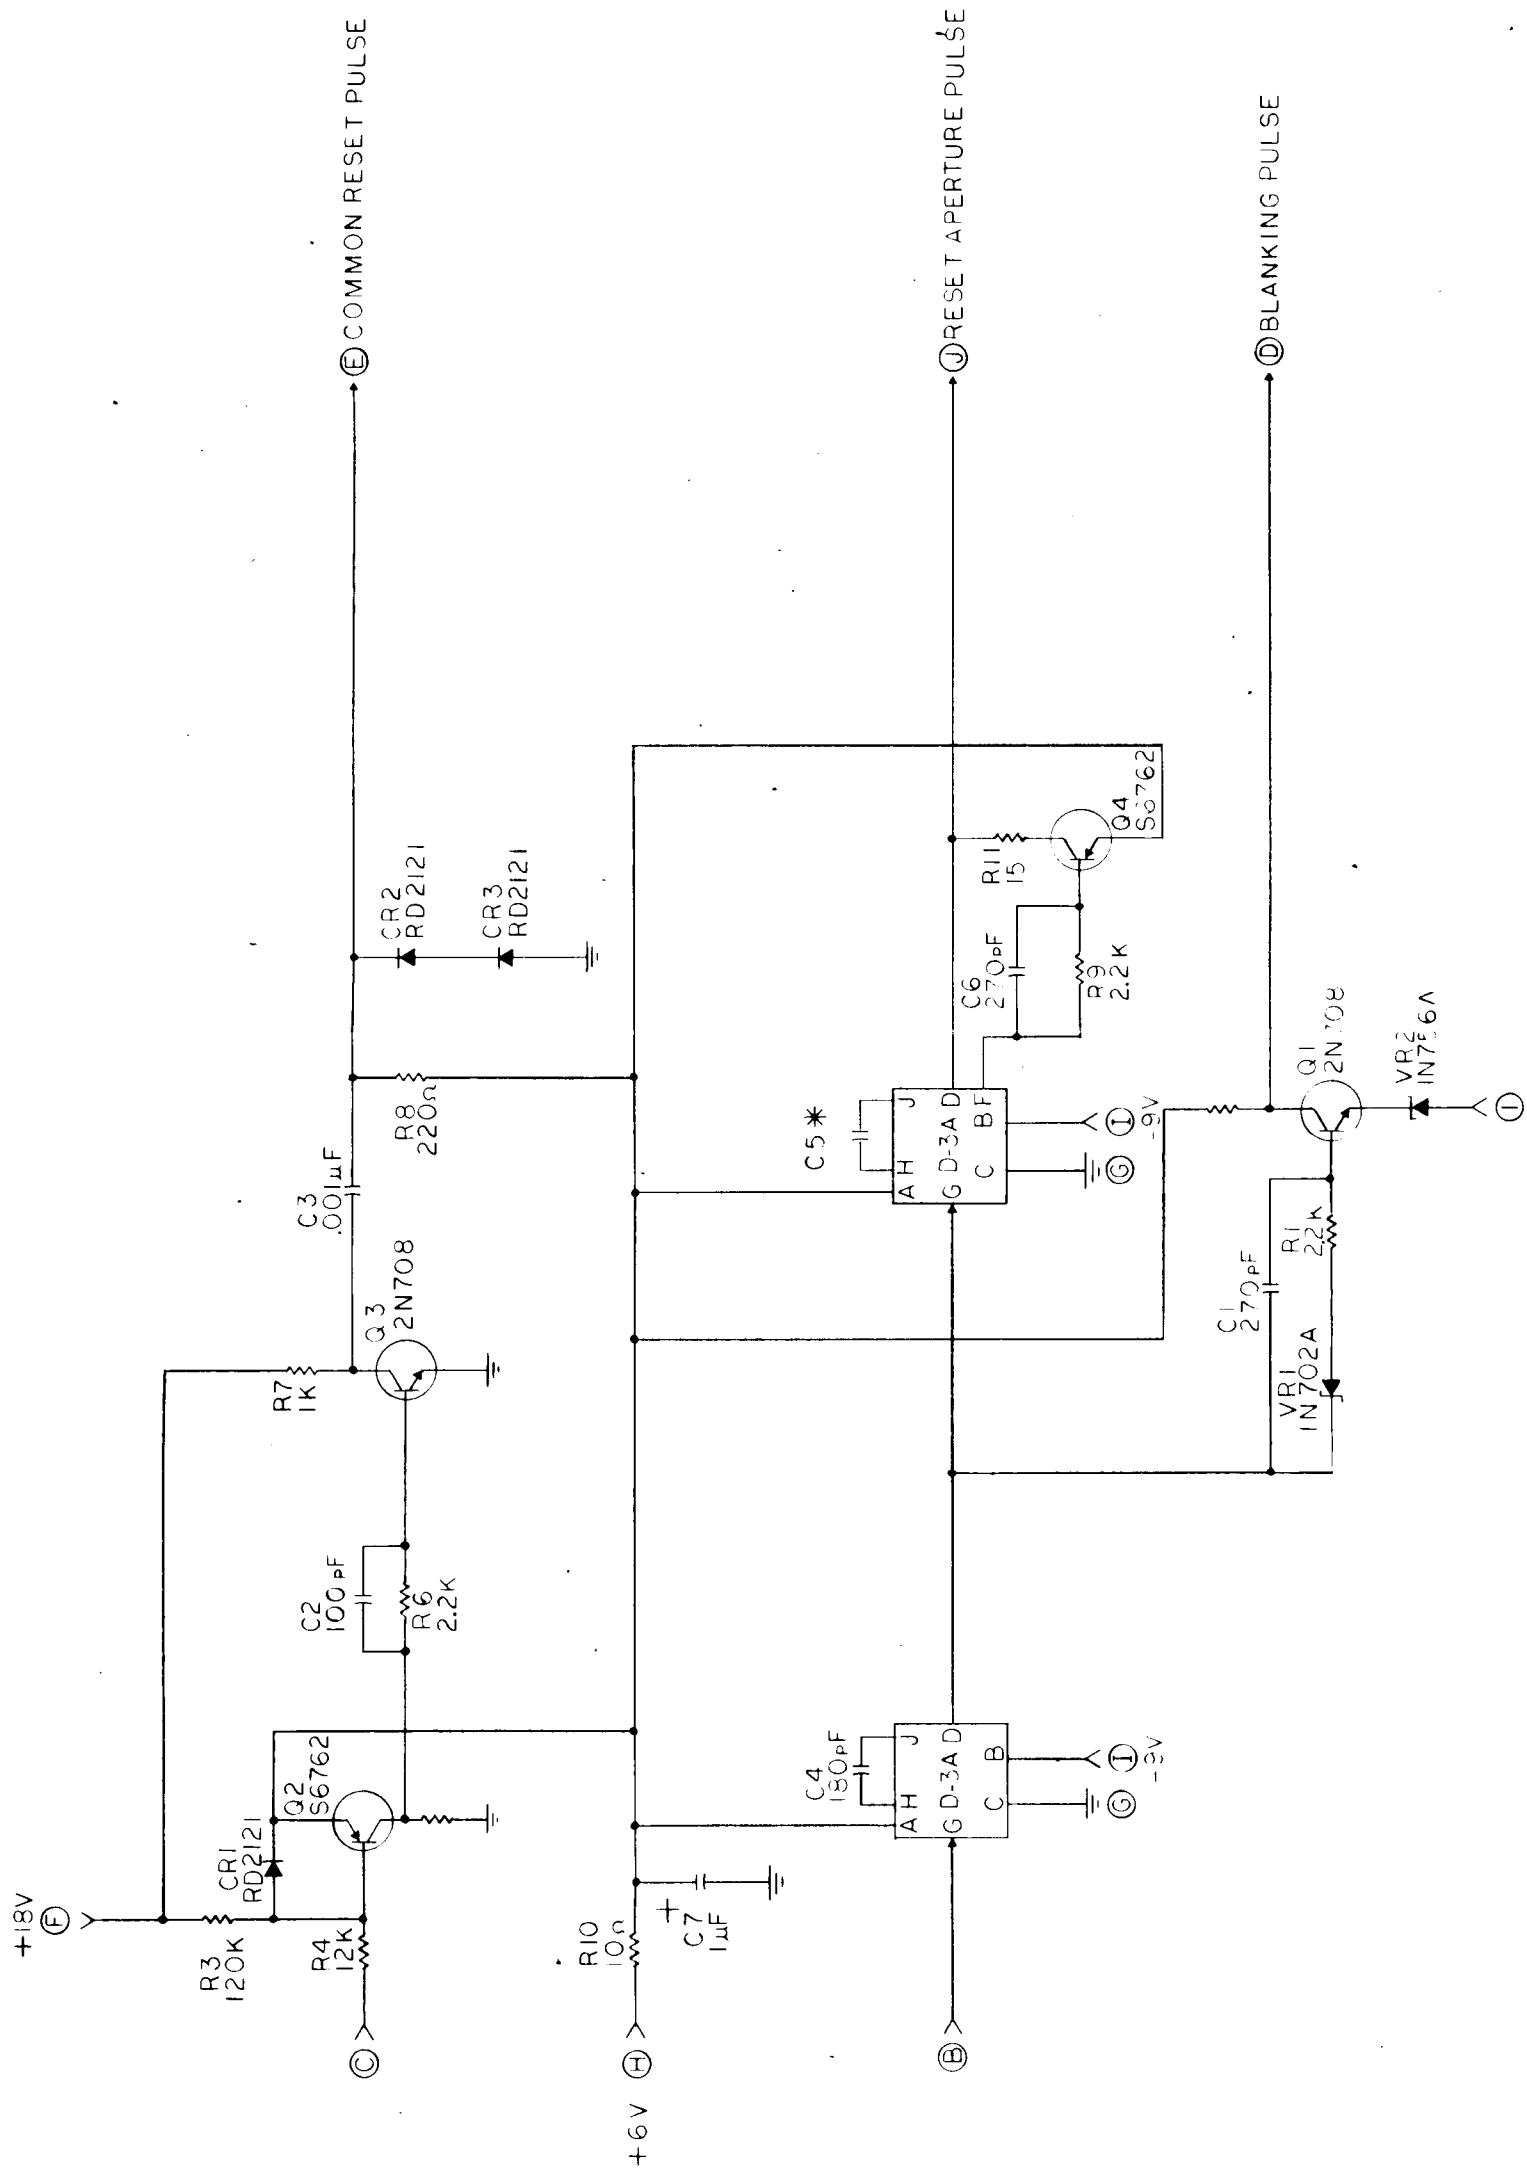 +18V
F
R3
120K
CR1
RD2121
Q2
S6762
R4
12K
C
C2
100pF
R6
2.2K
R7
1K
Q3
2N708
C3
.001µF
R8
220Ω
CR2
RD2121
CR3
RD2121
E COMMON RESET PULSE
+6V
H
R10
10Ω
+
C7
1µF
B
C4
180pF
A H J
G D-3A D
C B
G
I
-9V
C5*
A H J
G D-3A D
C B F
G
I
-9V
C6
270pF
R9
2.2K
R11
15
Q4
S6762
J RESET APERTURE PULSE
C1
270pF
VR1
1N702A
R1
2.2K
Q1
2N708
VR2
1N756A
I
D BLANKING PULSE